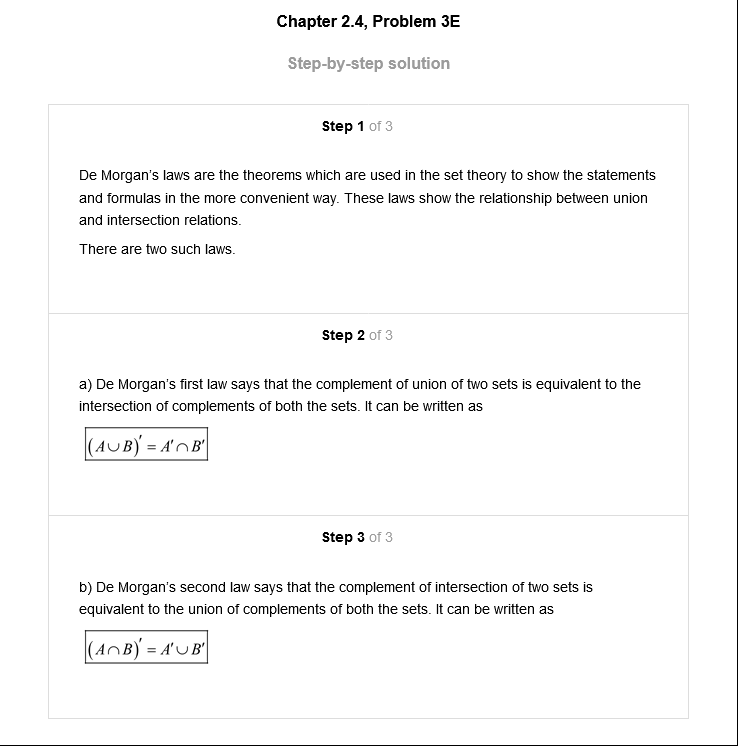 Chapter 2.4, Problem 3E
Step-by-step solution
Step 1 of 3
De Morgan's laws are the theorems which are used in the set theory to show the statements
and formulas in the more convenient way. These laws show the relationship between union
and intersection relations.
There are two such laws.
Step 2 of 3
a) De Morgan's first law says that the complement of union of two sets is equivalent to the
intersection of complements of both the sets. It can be written as
(A∪B)′ = A′∩B′
Step 3 of 3
b) De Morgan's second law says that the complement of intersection of two sets is
equivalent to the union of complements of both the sets. It can be written as
(A∩B)′ = A′∪B′